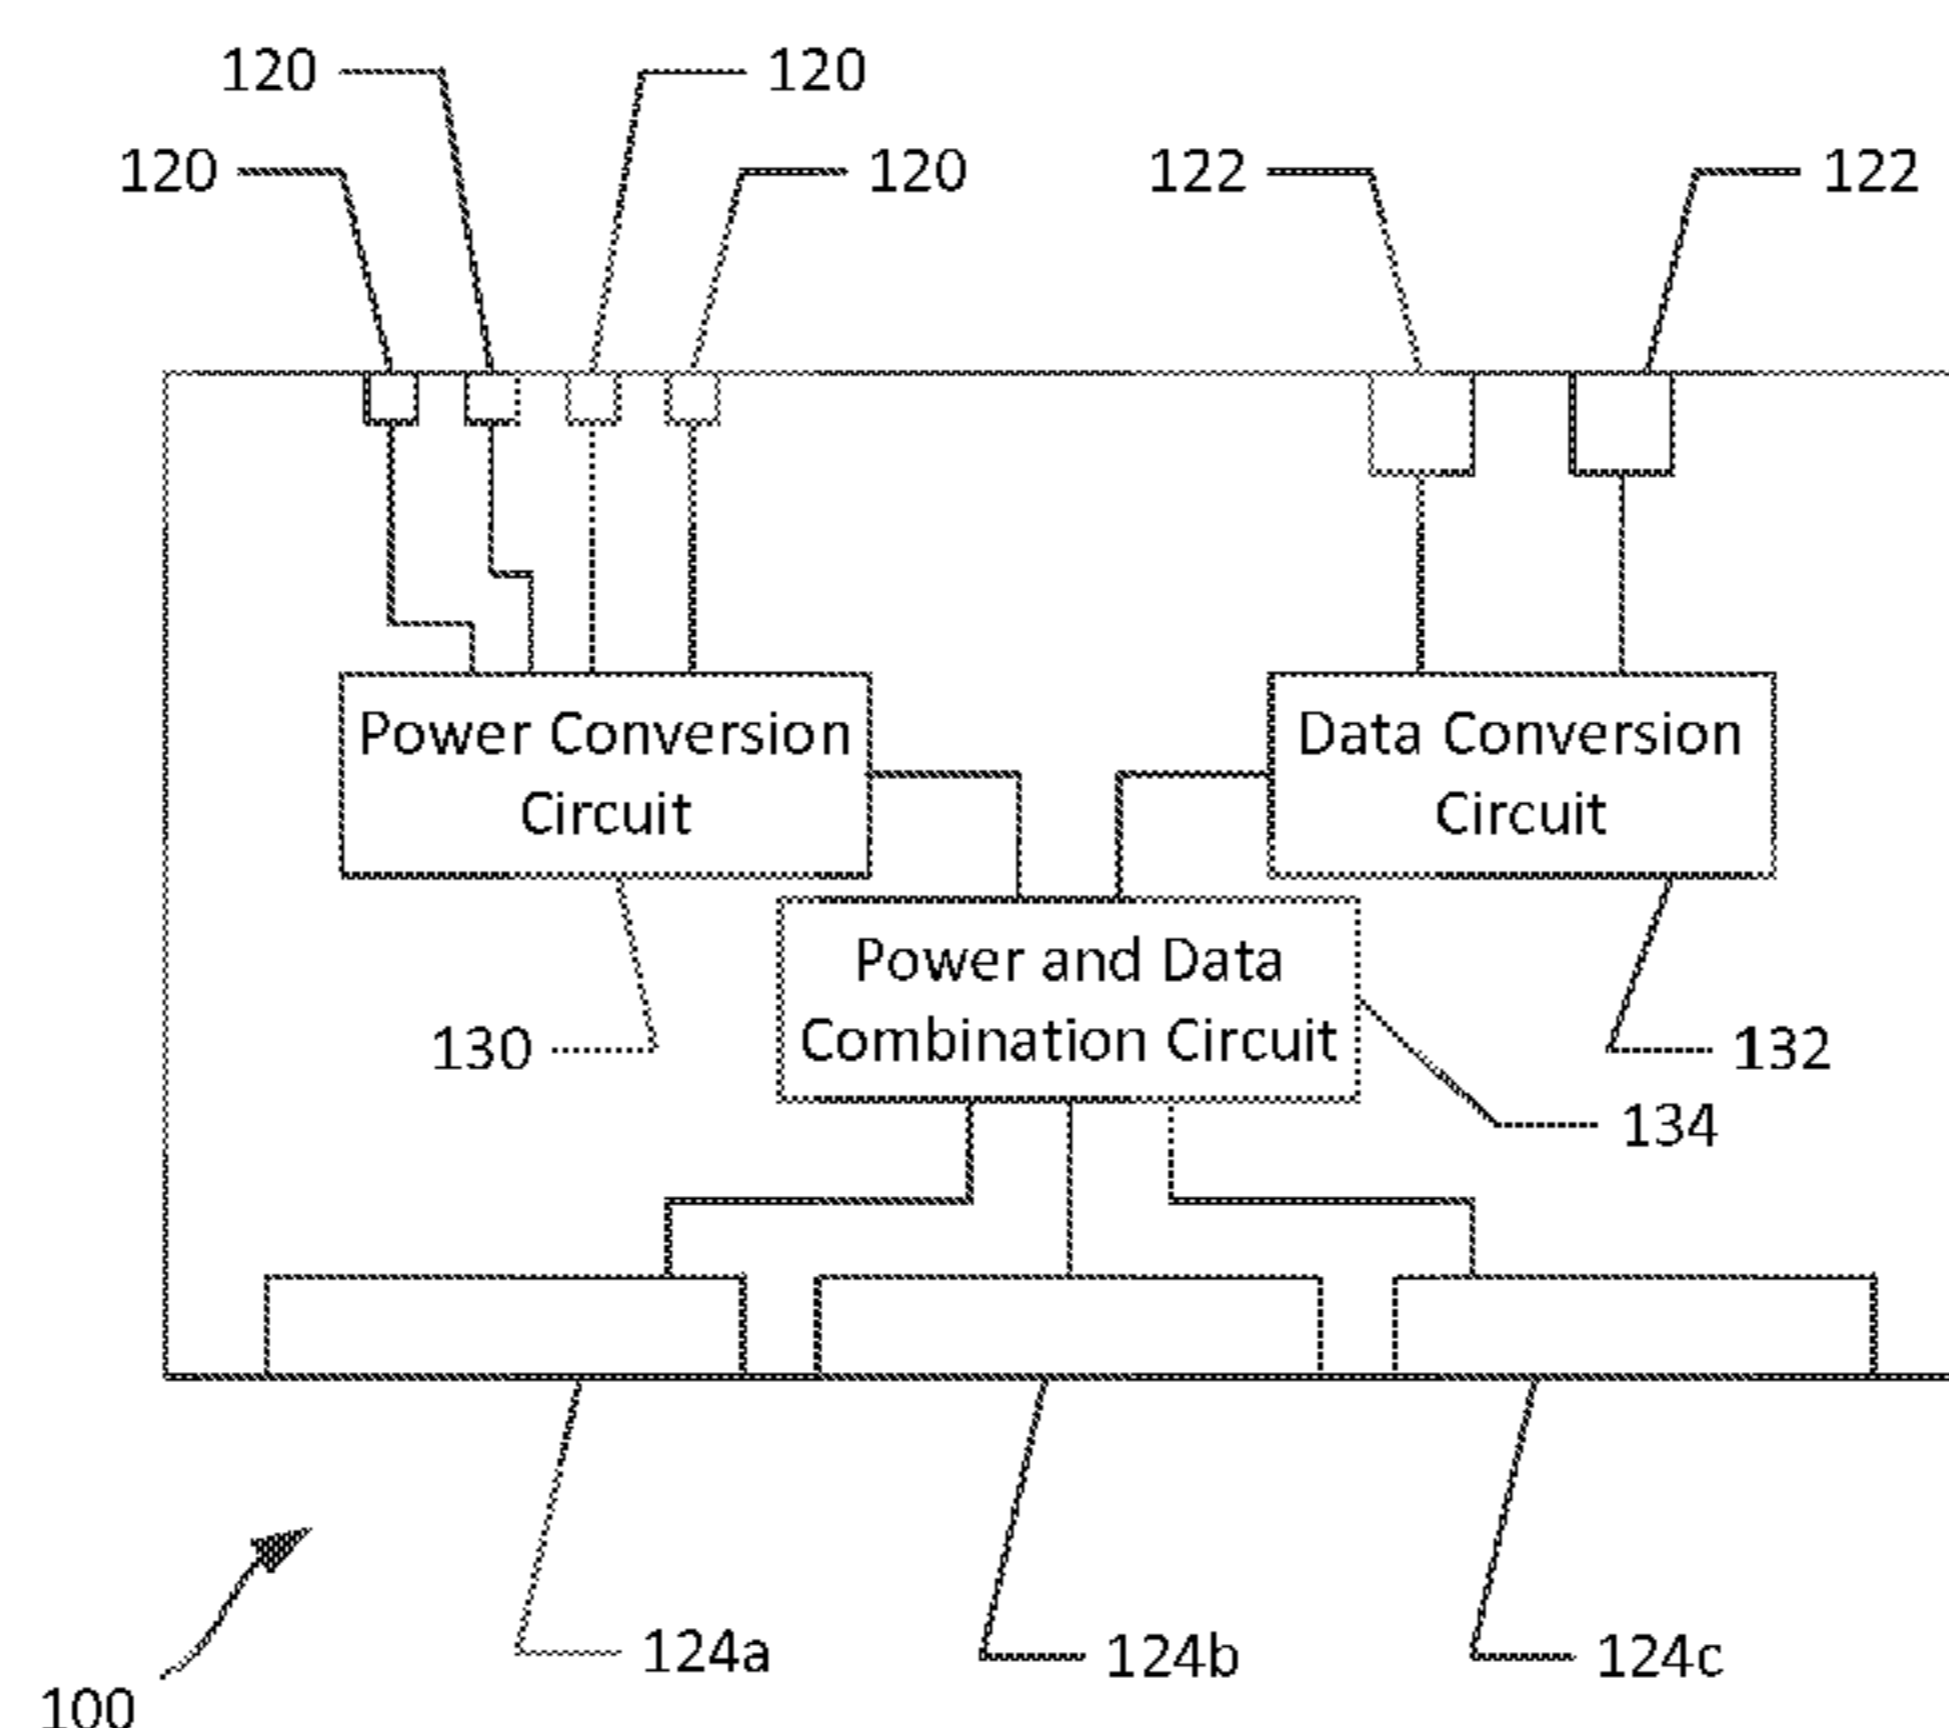 120 120
120 120 122 122
Power Conversion
Circuit
Data Conversion
Circuit
Power and Data
Combination Circuit
130
132
134
124a 124b 124c
100